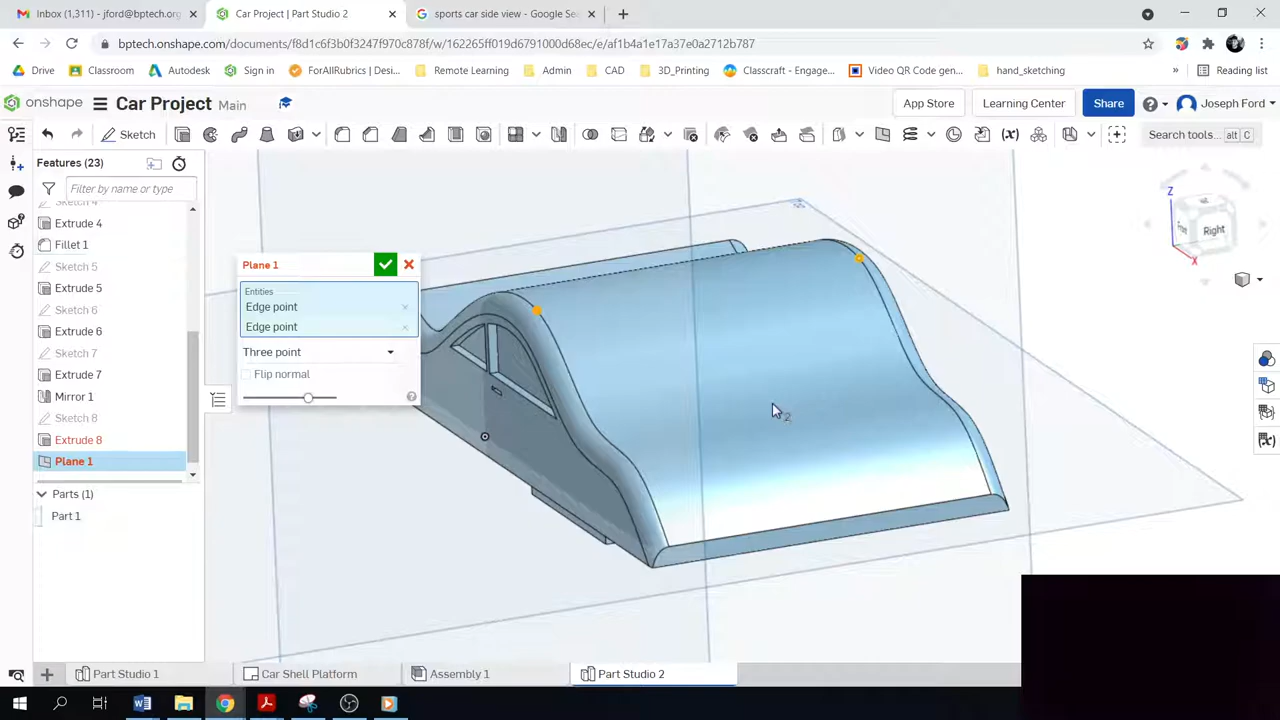 Inbox (1,311) - jford@bptech.org
Car Project | Part Studio 2
sports car side view - Google Sea
bptech.onshape.com/documents/f8d1c6f3b0f3247f970c878f/w/162265ff019d6791000d68ec/e/af1b4a1e17a37e0a2712b787
Drive
Classroom
Autodesk
Sign in
ForAllRubrics | Desi...
Remote Learning
Admin
CAD
3D_Printing
Classcraft - Engage...
Video QR Code gen...
hand_sketching
»
Reading list
onshape
Car Project Main
App Store
Learning Center
Share
Joseph Ford
Sketch
Search tools... alt C
Features (23)
Filter by name or type
Sketch 4
Extrude 4
Fillet 1
Sketch 5
Extrude 5
Sketch 6
Extrude 6
Sketch 7
Extrude 7
Mirror 1
Sketch 8
Extrude 8
Plane 1
Parts (1)
Part 1
Plane 1
Entities
Edge point
Edge point
Three point
Flip normal
Z
Front
Right
X
2
Part Studio 1
Car Shell Platform
Assembly 1
Part Studio 2